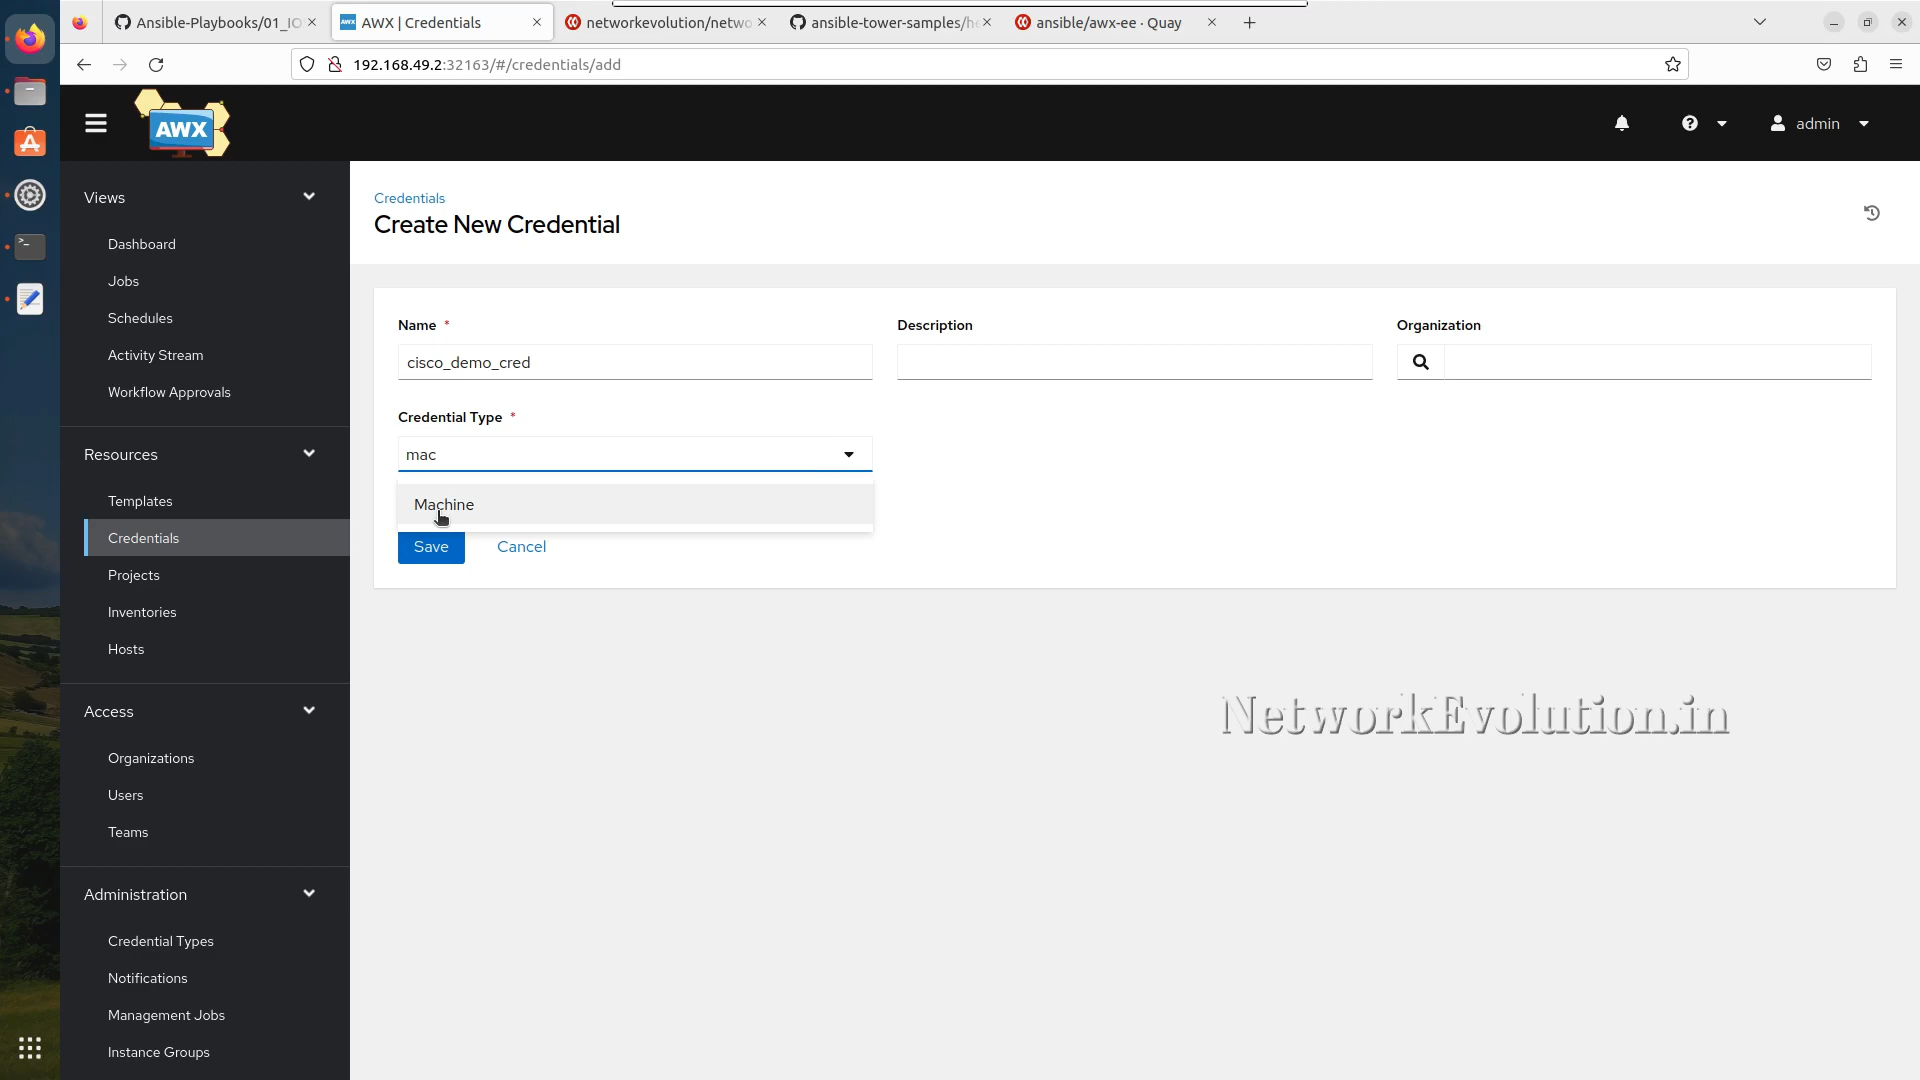 Ansible-Playbooks/01_IO
AWX | Credentials
networkevolution/netwo
ansible-tower-samples/he
ansible/awx-ee · Quay
192.168.49.2:32163/#/credentials/add
AWX
admin
Views
Dashboard
Jobs
Schedules
Activity Stream
Workflow Approvals
Resources
Templates
Credentials
Projects
Inventories
Hosts
Access
Organizations
Users
Teams
Administration
Credential Types
Notifications
Management Jobs
Instance Groups
Credentials
Create New Credential
Name *
Description
Organization
cisco_demo_cred
Credential Type *
mac
Machine
Save
Cancel
NetworkEvolution.in